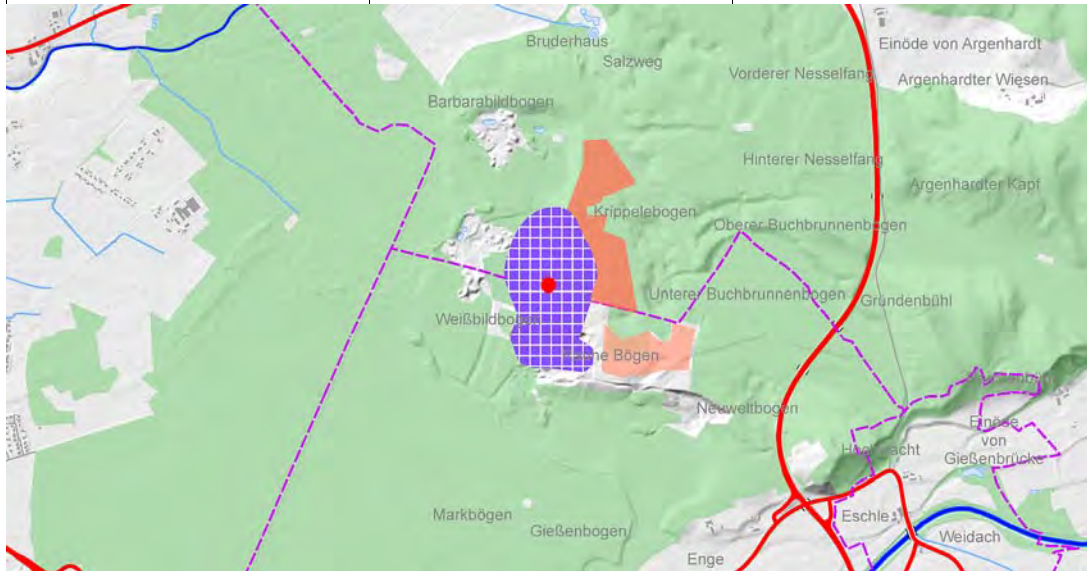 Bruderhaus
Einöde von Argenhardt
Salzweg
Vorderer Nesselfang
Argenhardter Wiesen
Barbarabildbogen
Hinterer Nesselfang
Argenhardter Kapf
Krippelebogen
Oberer Buchbrunnenbogen
Unterer Buchbrunnenbogen
Gründenbühl
Weißbildbogen
Bögen
Neuweltbogen
Einöde
von
Gießenbrücke
Markbögen
Eschle
Gießenbogen
Weidach
Enge